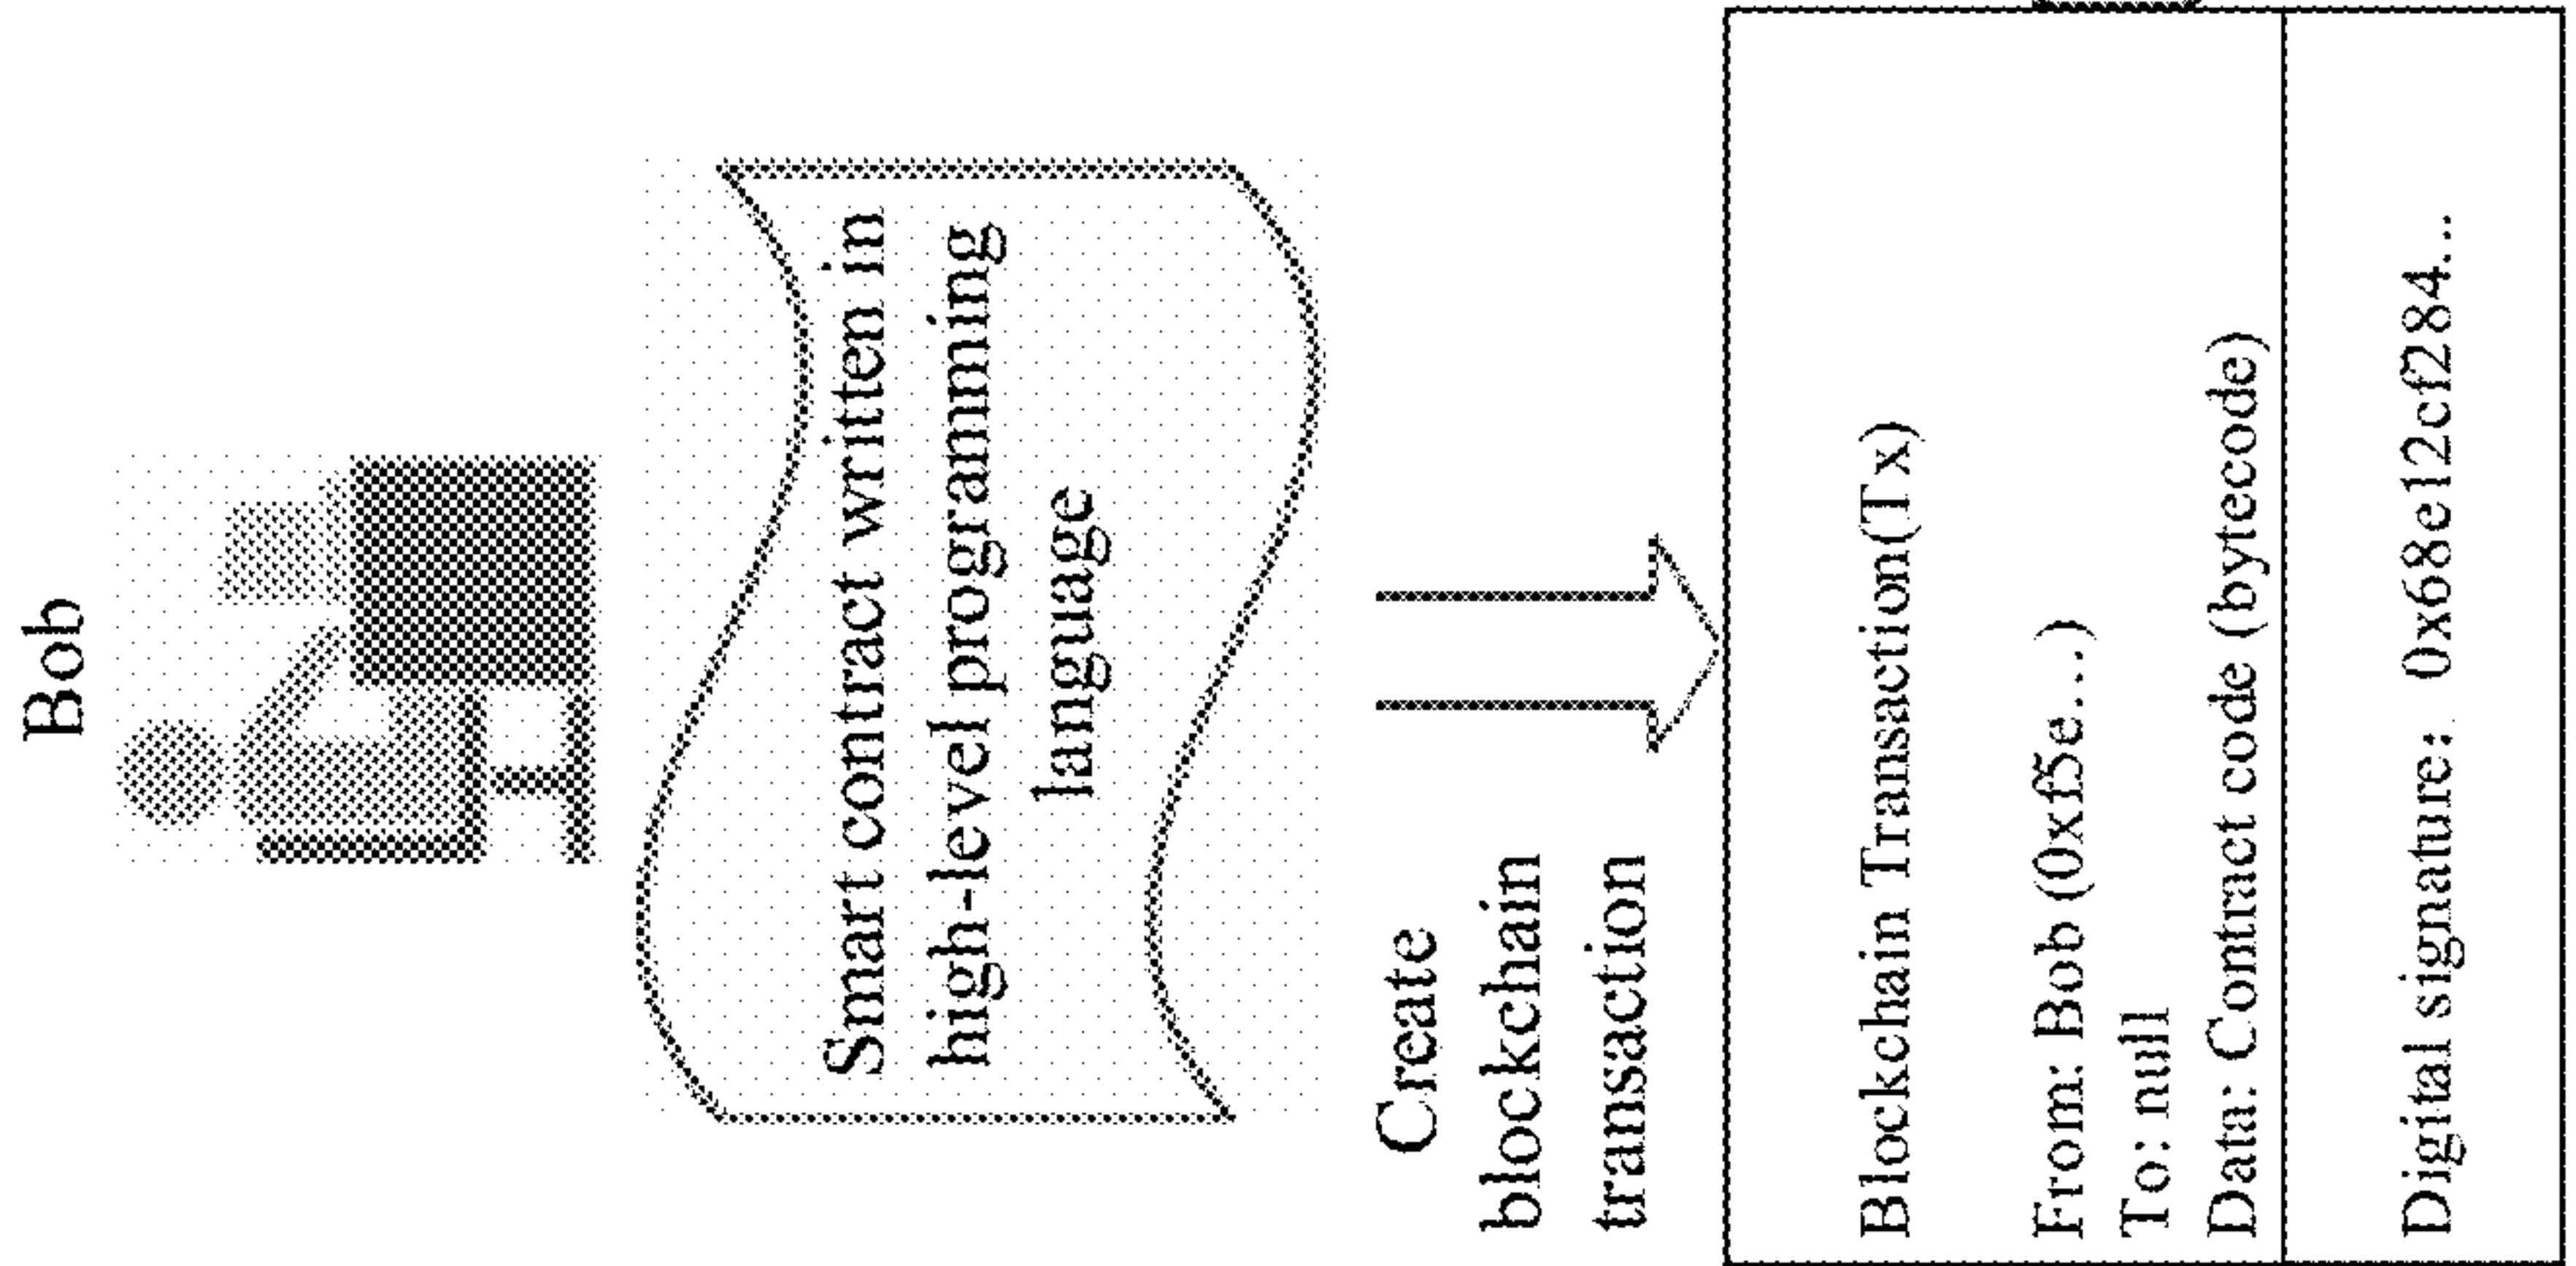 Bob
Smart contract written in
high-level programming
language
Create
blockchain
transaction
Blockchain Transaction(Tx)
From: Bob (0xf5e...)
To: null
Data: Contract code (bytecode)
Digital signature: 0x68e12cf284...